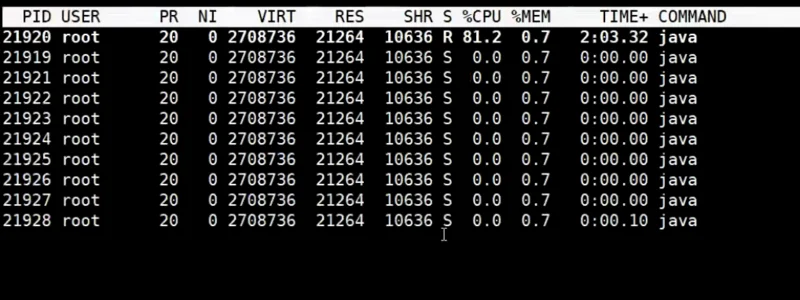 PID USER PR NI VIRT RES SHR S %CPU %MEM TIME+ COMMAND
21920 root 20 0 2708736 21264 10636 R 81.2 0.7 2:03.32 java
21919 root 20 0 2708736 21264 10636 S 0.0 0.7 0:00.00 java
21921 root 20 0 2708736 21264 10636 S 0.0 0.7 0:00.00 java
21922 root 20 0 2708736 21264 10636 S 0.0 0.7 0:00.00 java
21923 root 20 0 2708736 21264 10636 S 0.0 0.7 0:00.00 java
21924 root 20 0 2708736 21264 10636 S 0.0 0.7 0:00.00 java
21925 root 20 0 2708736 21264 10636 S 0.0 0.7 0:00.00 java
21926 root 20 0 2708736 21264 10636 S 0.0 0.7 0:00.00 java
21927 root 20 0 2708736 21264 10636 S 0.0 0.7 0:00.00 java
21928 root 20 0 2708736 21264 10636 S 0.0 0.7 0:00.10 java